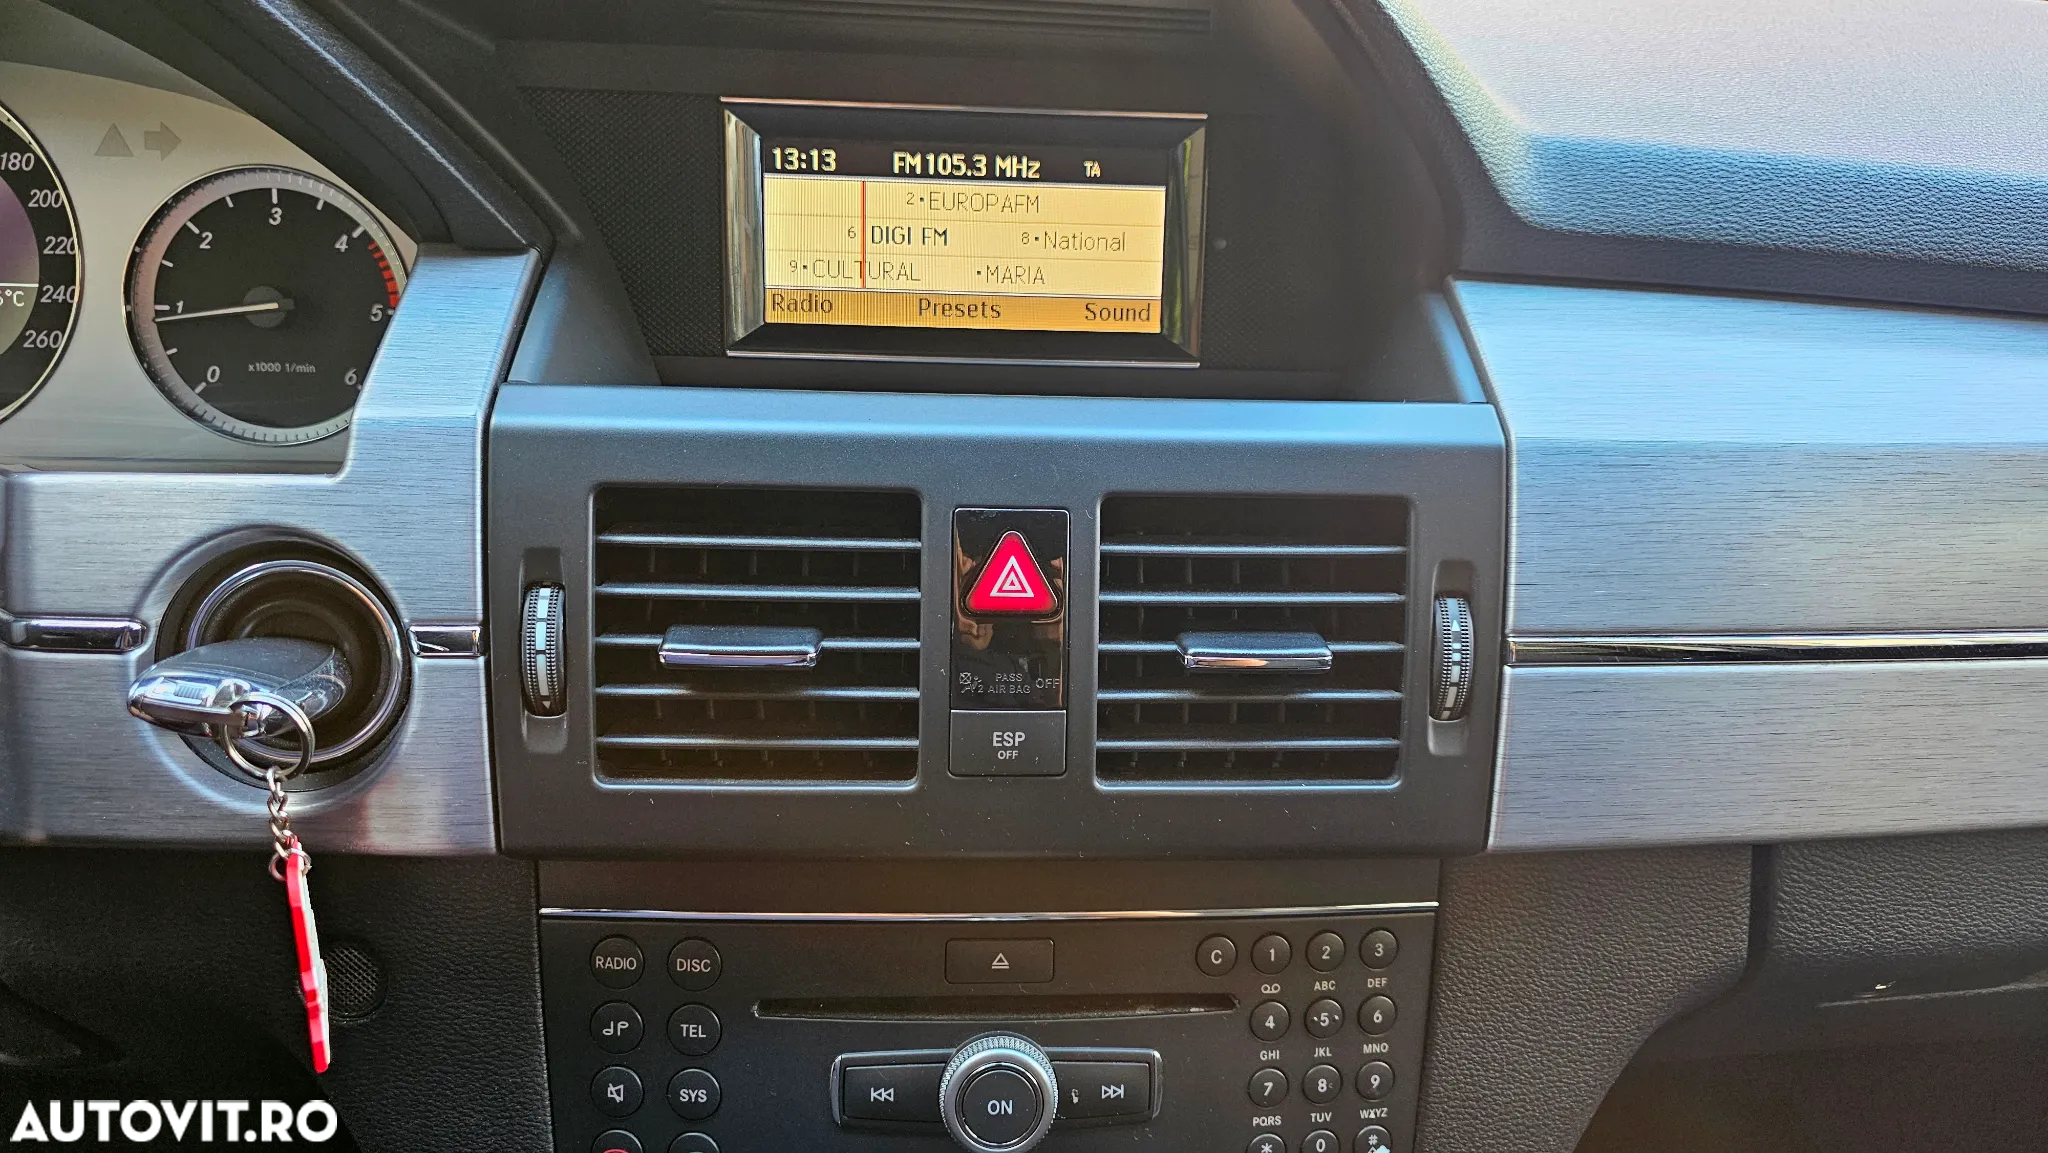 180
200
220
240
260
°C
0
1
2
3
4
5
6
x1000 1/min
13:13 FM 105.3 MHz TA
2•EUROPAFM
6 DIGI FM 8•National
9•CULTURAL •MARIA
Radio Presets Sound
PASS
2 AIR BAG OFF
ESP
OFF
RADIO DISC
TEL
SYS
ON
C 1 2 3
ABC DEF
4 5 6
GHI JKL MNO
7 8 9
PQRS TUV WXYZ
* 0 #
AUTOVIT.RO